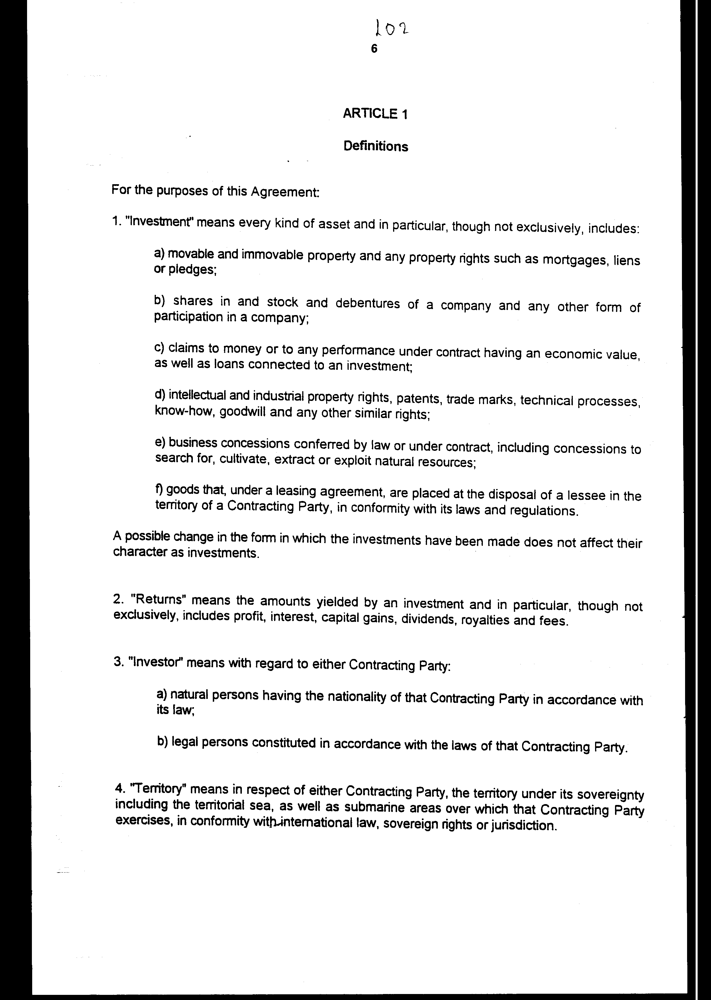 102
6
ARTICLE 1
Definitions
For the purposes of this Agreement:
1. "Investment" means every kind of asset and in particular, though not exclusively, includes:
a) movable and immovable property and any property rights such as mortgages, liens
or pledges;
b) shares in and stock and debentures of a company and any other form of
participation in a company;
c) claims to money or to any performance under contract having an economic value,
as well as loans connected to an investment;
d) intellectual and industrial property rights, patents, trade marks, technical processes,
know-how, goodwill and any other similar rights;
e) business concessions conferred by law or under contract, including concessions to
search for, cultivate, extract or exploit natural resources;
f) goods that, under a leasing agreement, are placed at the disposal of a lessee in the
territory of a Contracting Party, in conformity with its laws and regulations.
A possible change in the form in which the investments have been made does not affect their
character as investments.
2. "Returns" means the amounts yielded by an investment and in particular, though not
exclusively, includes profit, interest, capital gains, dividends, royalties and fees.
3. "Investor" means with regard to either Contracting Party:
a) natural persons having the nationality of that Contracting Party in accordance with
its law;
b) legal persons constituted in accordance with the laws of that Contracting Party.
4. "Territory" means in respect of either Contracting Party, the territory under its sovereignty
including the territorial sea, as well as submarine areas over which that Contracting Party
exercises, in conformity with international law, sovereign rights or jurisdiction.